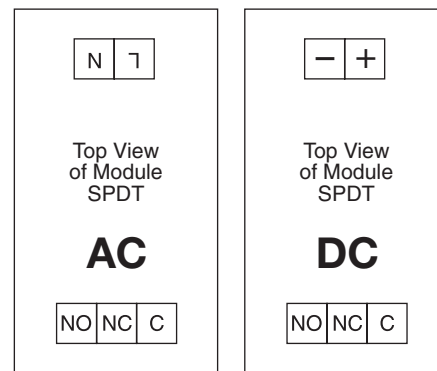 N L
Top View
of Module
SPDT
AC
NO NC C
− +
Top View
of Module
SPDT
DC
NO NC C